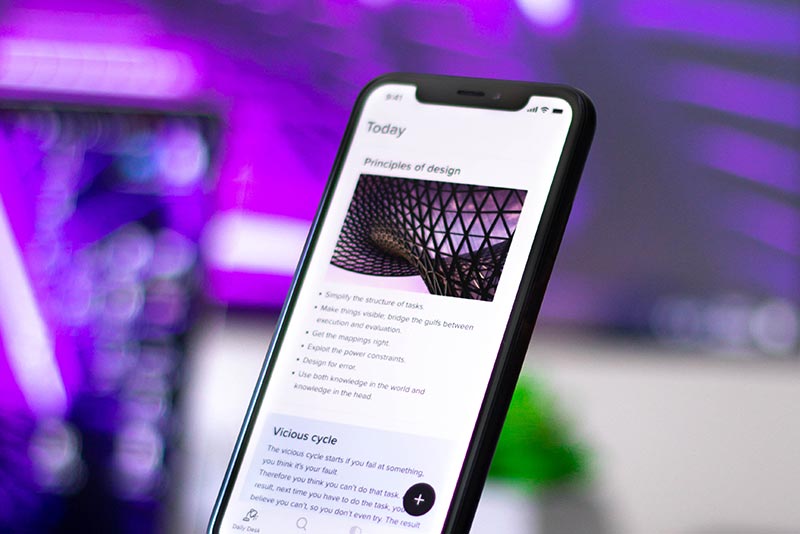 9:41
Today
Principles of design
• Simplify the structure of tasks.
• Make things visible; bridge the gulfs between
execution and evaluation.
• Get the mappings right.
• Exploit the power constraints.
• Design for error.
• Use both knowledge in the world and
knowledge in the head.
Vicious cycle
The vicious cycle starts if you fail at something,
you think it's your fault.
Therefore you think you can't do that task.
result, next time you have to do the task, you
believe you can't, so you don't even try. The result
Daily Desk